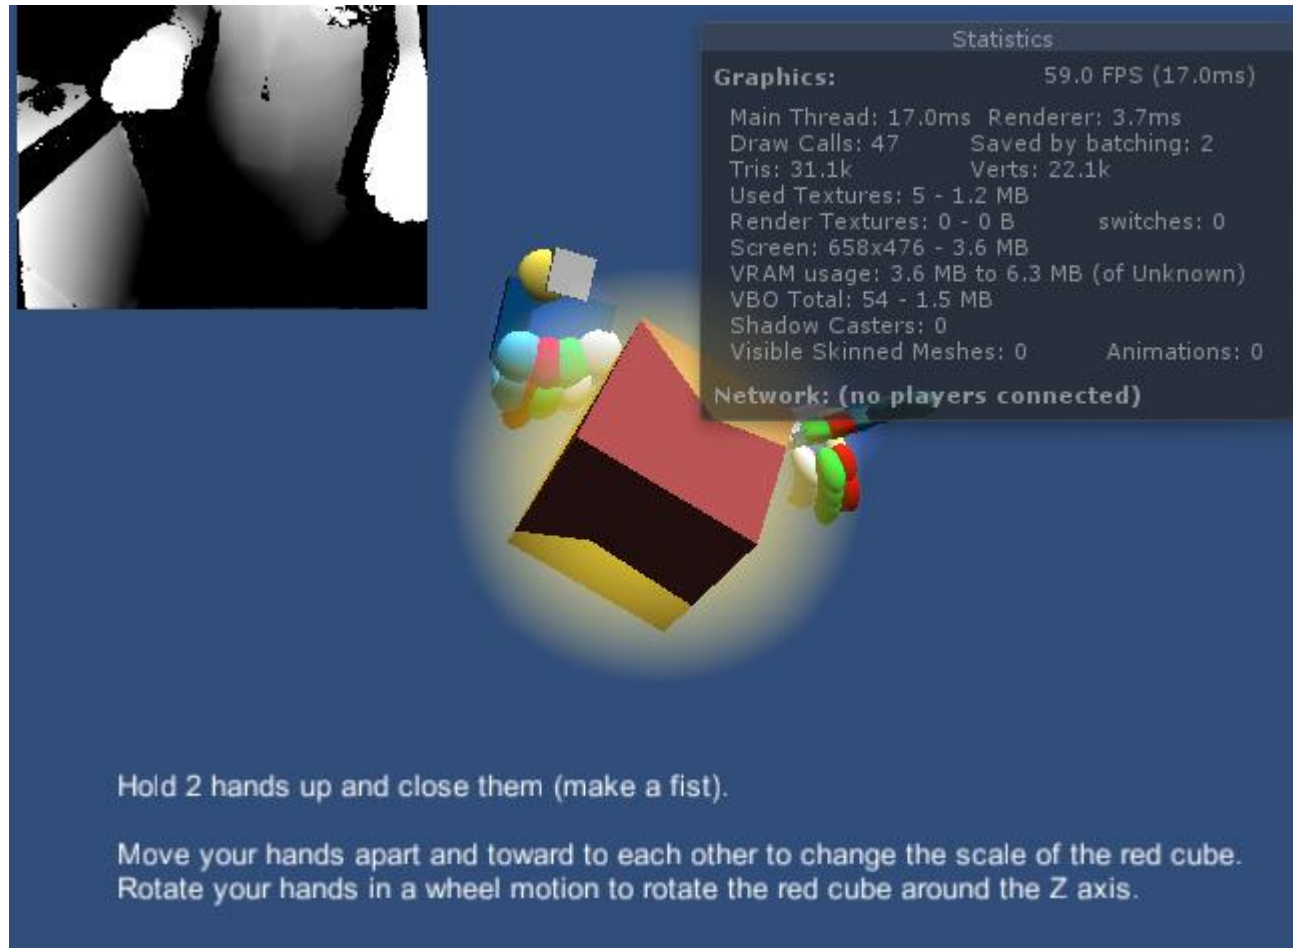 Statistics
Graphics: 59.0 FPS (17.0ms)
Main Thread: 17.0ms Renderer: 3.7ms
Draw Calls: 47 Saved by batching: 2
Tris: 31.1k Verts: 22.1k
Used Textures: 5 - 1.2 MB
Render Textures: 0 - 0 B switches: 0
Screen: 658x476 - 3.6 MB
VRAM usage: 3.6 MB to 6.3 MB (of Unknown)
VBO Total: 54 - 1.5 MB
Shadow Casters: 0
Visible Skinned Meshes: 0 Animations: 0
Network: (no players connected)
Hold 2 hands up and close them (make a fist).
Move your hands apart and toward to each other to change the scale of the red cube.
Rotate your hands in a wheel motion to rotate the red cube around the Z axis.